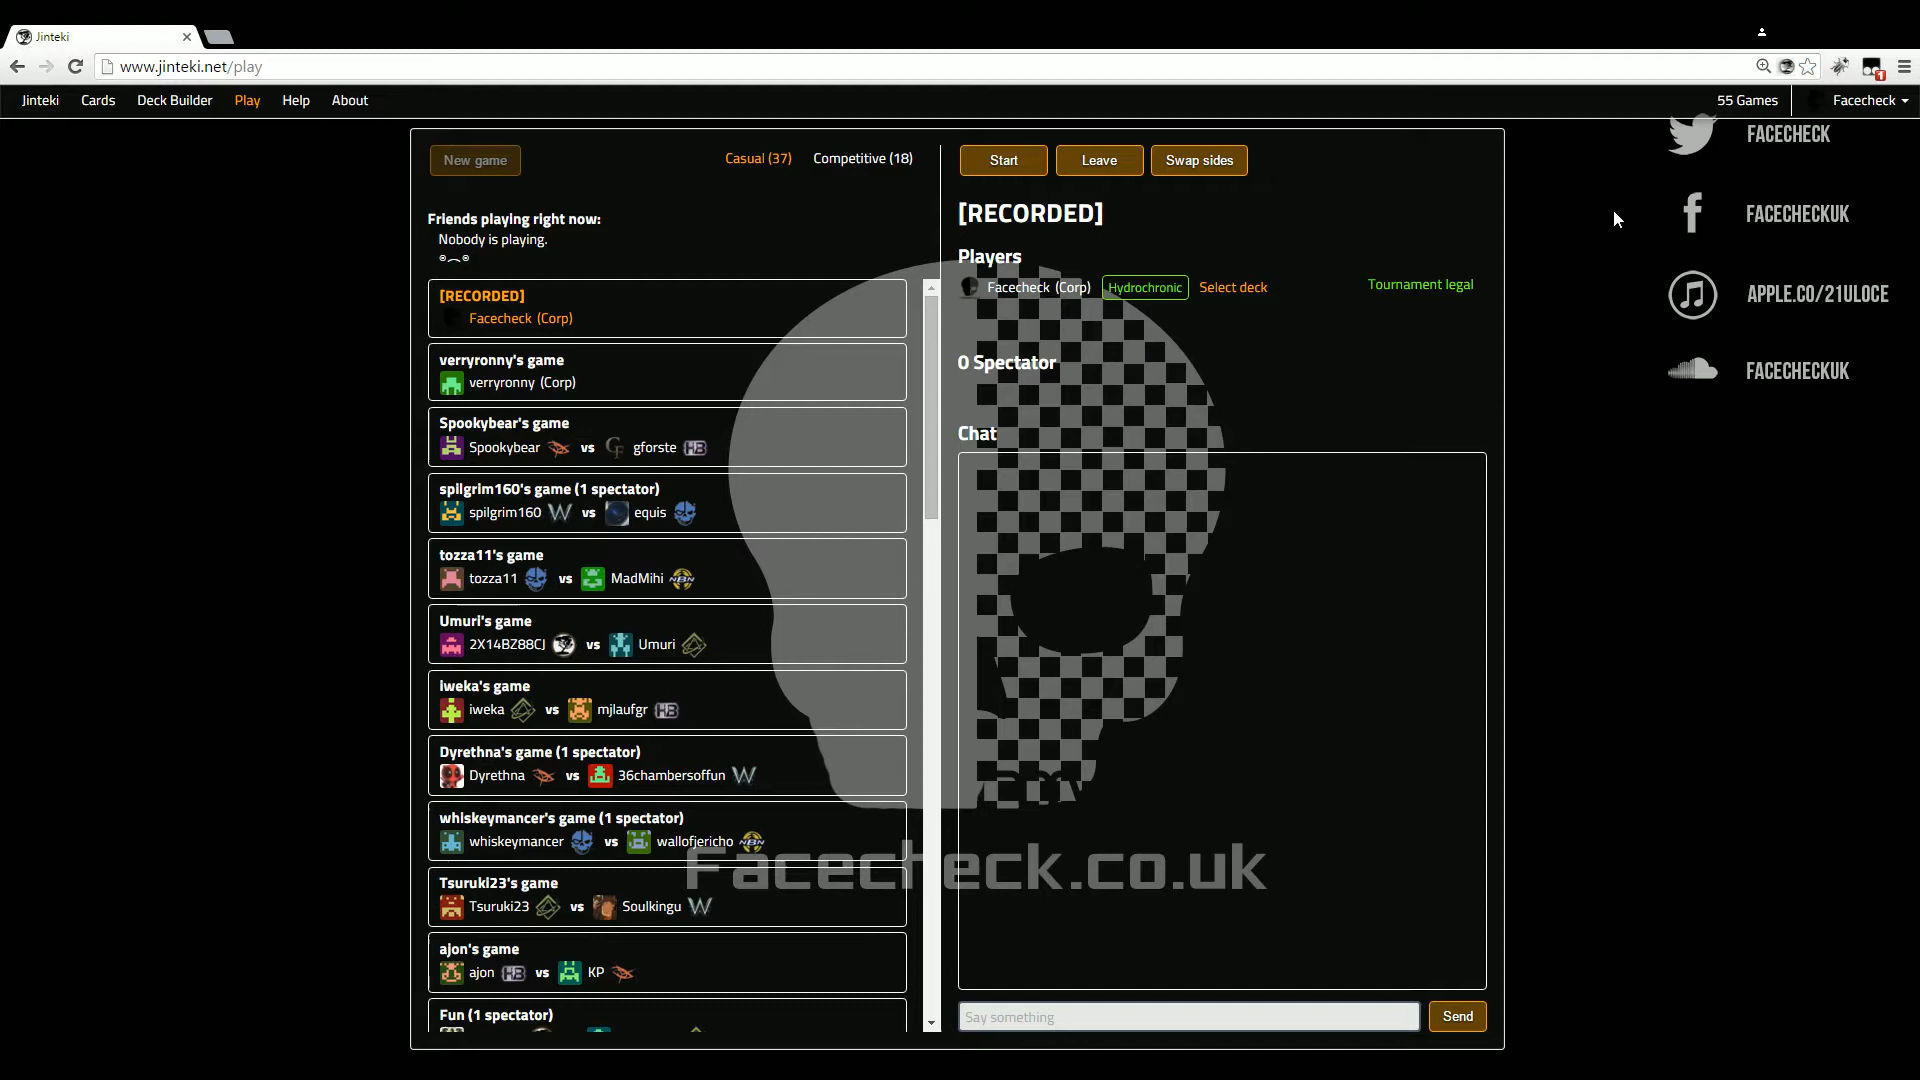 Jinteki
www.jinteki.net/play
1
Jinteki Cards Deck Builder Play Help About 55 Games Facecheck
New game Casual (37) Competitive (18)
Friends playing right now:
Nobody is playing.
[RECORDED]
Facecheck (Corp)
verryronny's game
verryronny (Corp)
Spookybear's game
Spookybear vs gforste
spilgrim160's game (1 spectator)
spilgrim160 vs equis
tozza11's game
tozza11 vs MadMihi NBN
Umuri's game
2X14BZ88CJ vs Umuri
iweka's game
iweka vs mjlaufgr
Dyrethna's game (1 spectator)
Dyrethna vs 36chambersoffun
whiskeymancer's game (1 spectator)
whiskeymancer vs wallofjericho NBN
Tsuruki23's game
Tsuruki23 vs Soulkingu
ajon's game
ajon vs KP
Fun (1 spectator)
Start Leave Swap sides
[RECORDED]
Players
Facecheck (Corp) Hydrochronic Select deck Tournament legal
0 Spectator
Chat
Say something Send
Facecheck.co.uk
FACECHECK
FACECHECKUK
APPLE.CO/21ULOCE
FACECHECKUK